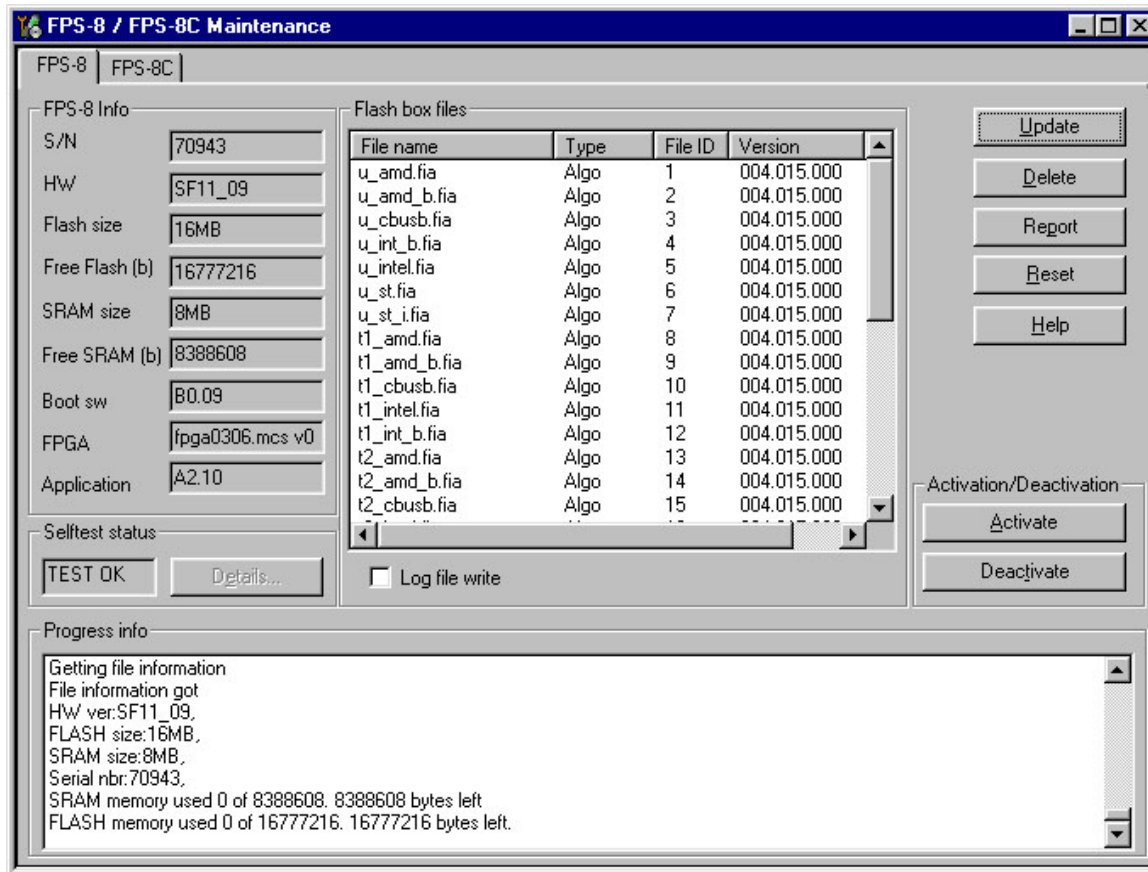 FPS-8 / FPS-8C Maintenance
FPS-8 FPS-8C
FPS-8 Info
S/N 70943
HW SF11_09
Flash size 16MB
Free Flash (b) 16777216
SRAM size 8MB
Free SRAM (b) 8388608
Boot sw B0.09
FPGA fpga0306.mcs v0
Application A2.10
Selftest status
TEST OK Details...
Flash box files
File name Type File ID Version
u_amd.fia Algo 1 004.015.000
u_amd_b.fia Algo 2 004.015.000
u_cbusb.fia Algo 3 004.015.000
u_int_b.fia Algo 4 004.015.000
u_intel.fia Algo 5 004.015.000
u_st.fia Algo 6 004.015.000
u_st_i.fia Algo 7 004.015.000
t1_amd.fia Algo 8 004.015.000
t1_amd_b.fia Algo 9 004.015.000
t1_cbusb.fia Algo 10 004.015.000
t1_intel.fia Algo 11 004.015.000
t1_int_b.fia Algo 12 004.015.000
t2_amd.fia Algo 13 004.015.000
t2_amd_b.fia Algo 14 004.015.000
t2_cbusb.fia Algo 15 004.015.000
Log file write
Update
Delete
Report
Reset
Help
Activation/Deactivation
Activate
Deactivate
Progress info
Getting file information
File information got
HW ver:SF11_09,
FLASH size:16MB,
SRAM size:8MB,
Serial nbr:70943,
SRAM memory used 0 of 8388608. 8388608 bytes left
FLASH memory used 0 of 16777216. 16777216 bytes left.